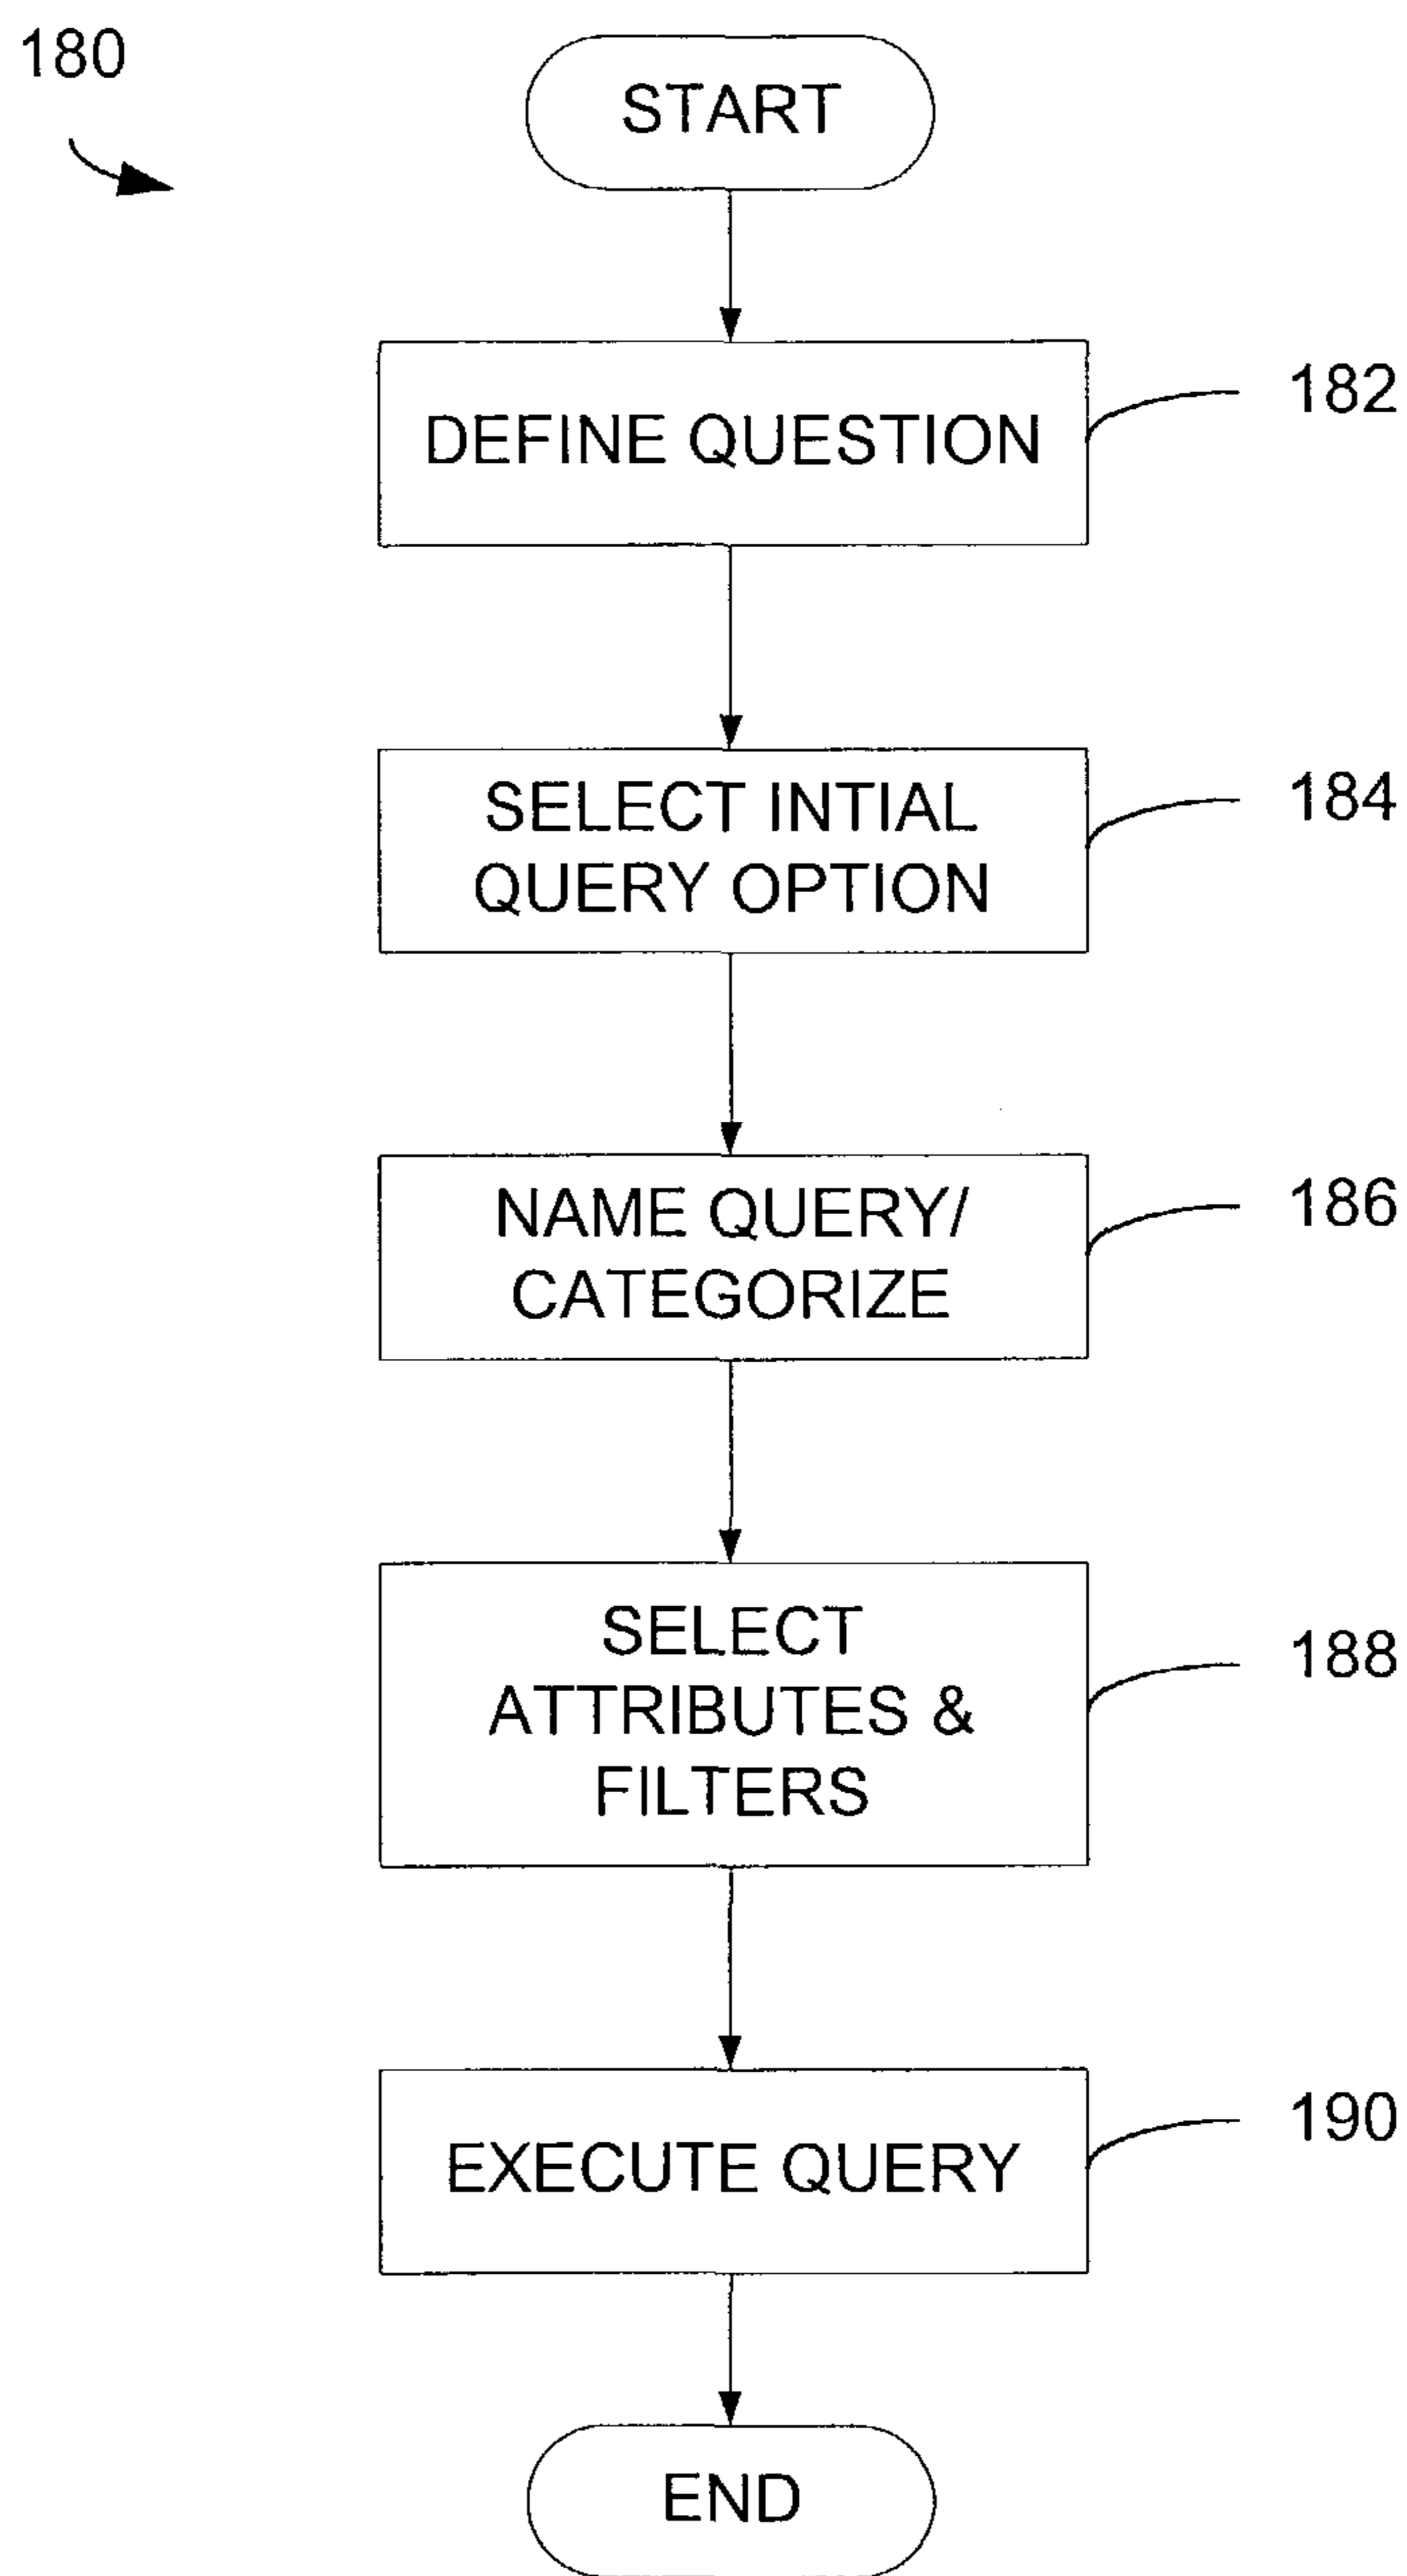 180
START
DEFINE QUESTION
182
SELECT INTIAL
QUERY OPTION
184
NAME QUERY/
CATEGORIZE
186
SELECT
ATTRIBUTES &
FILTERS
188
EXECUTE QUERY
190
END